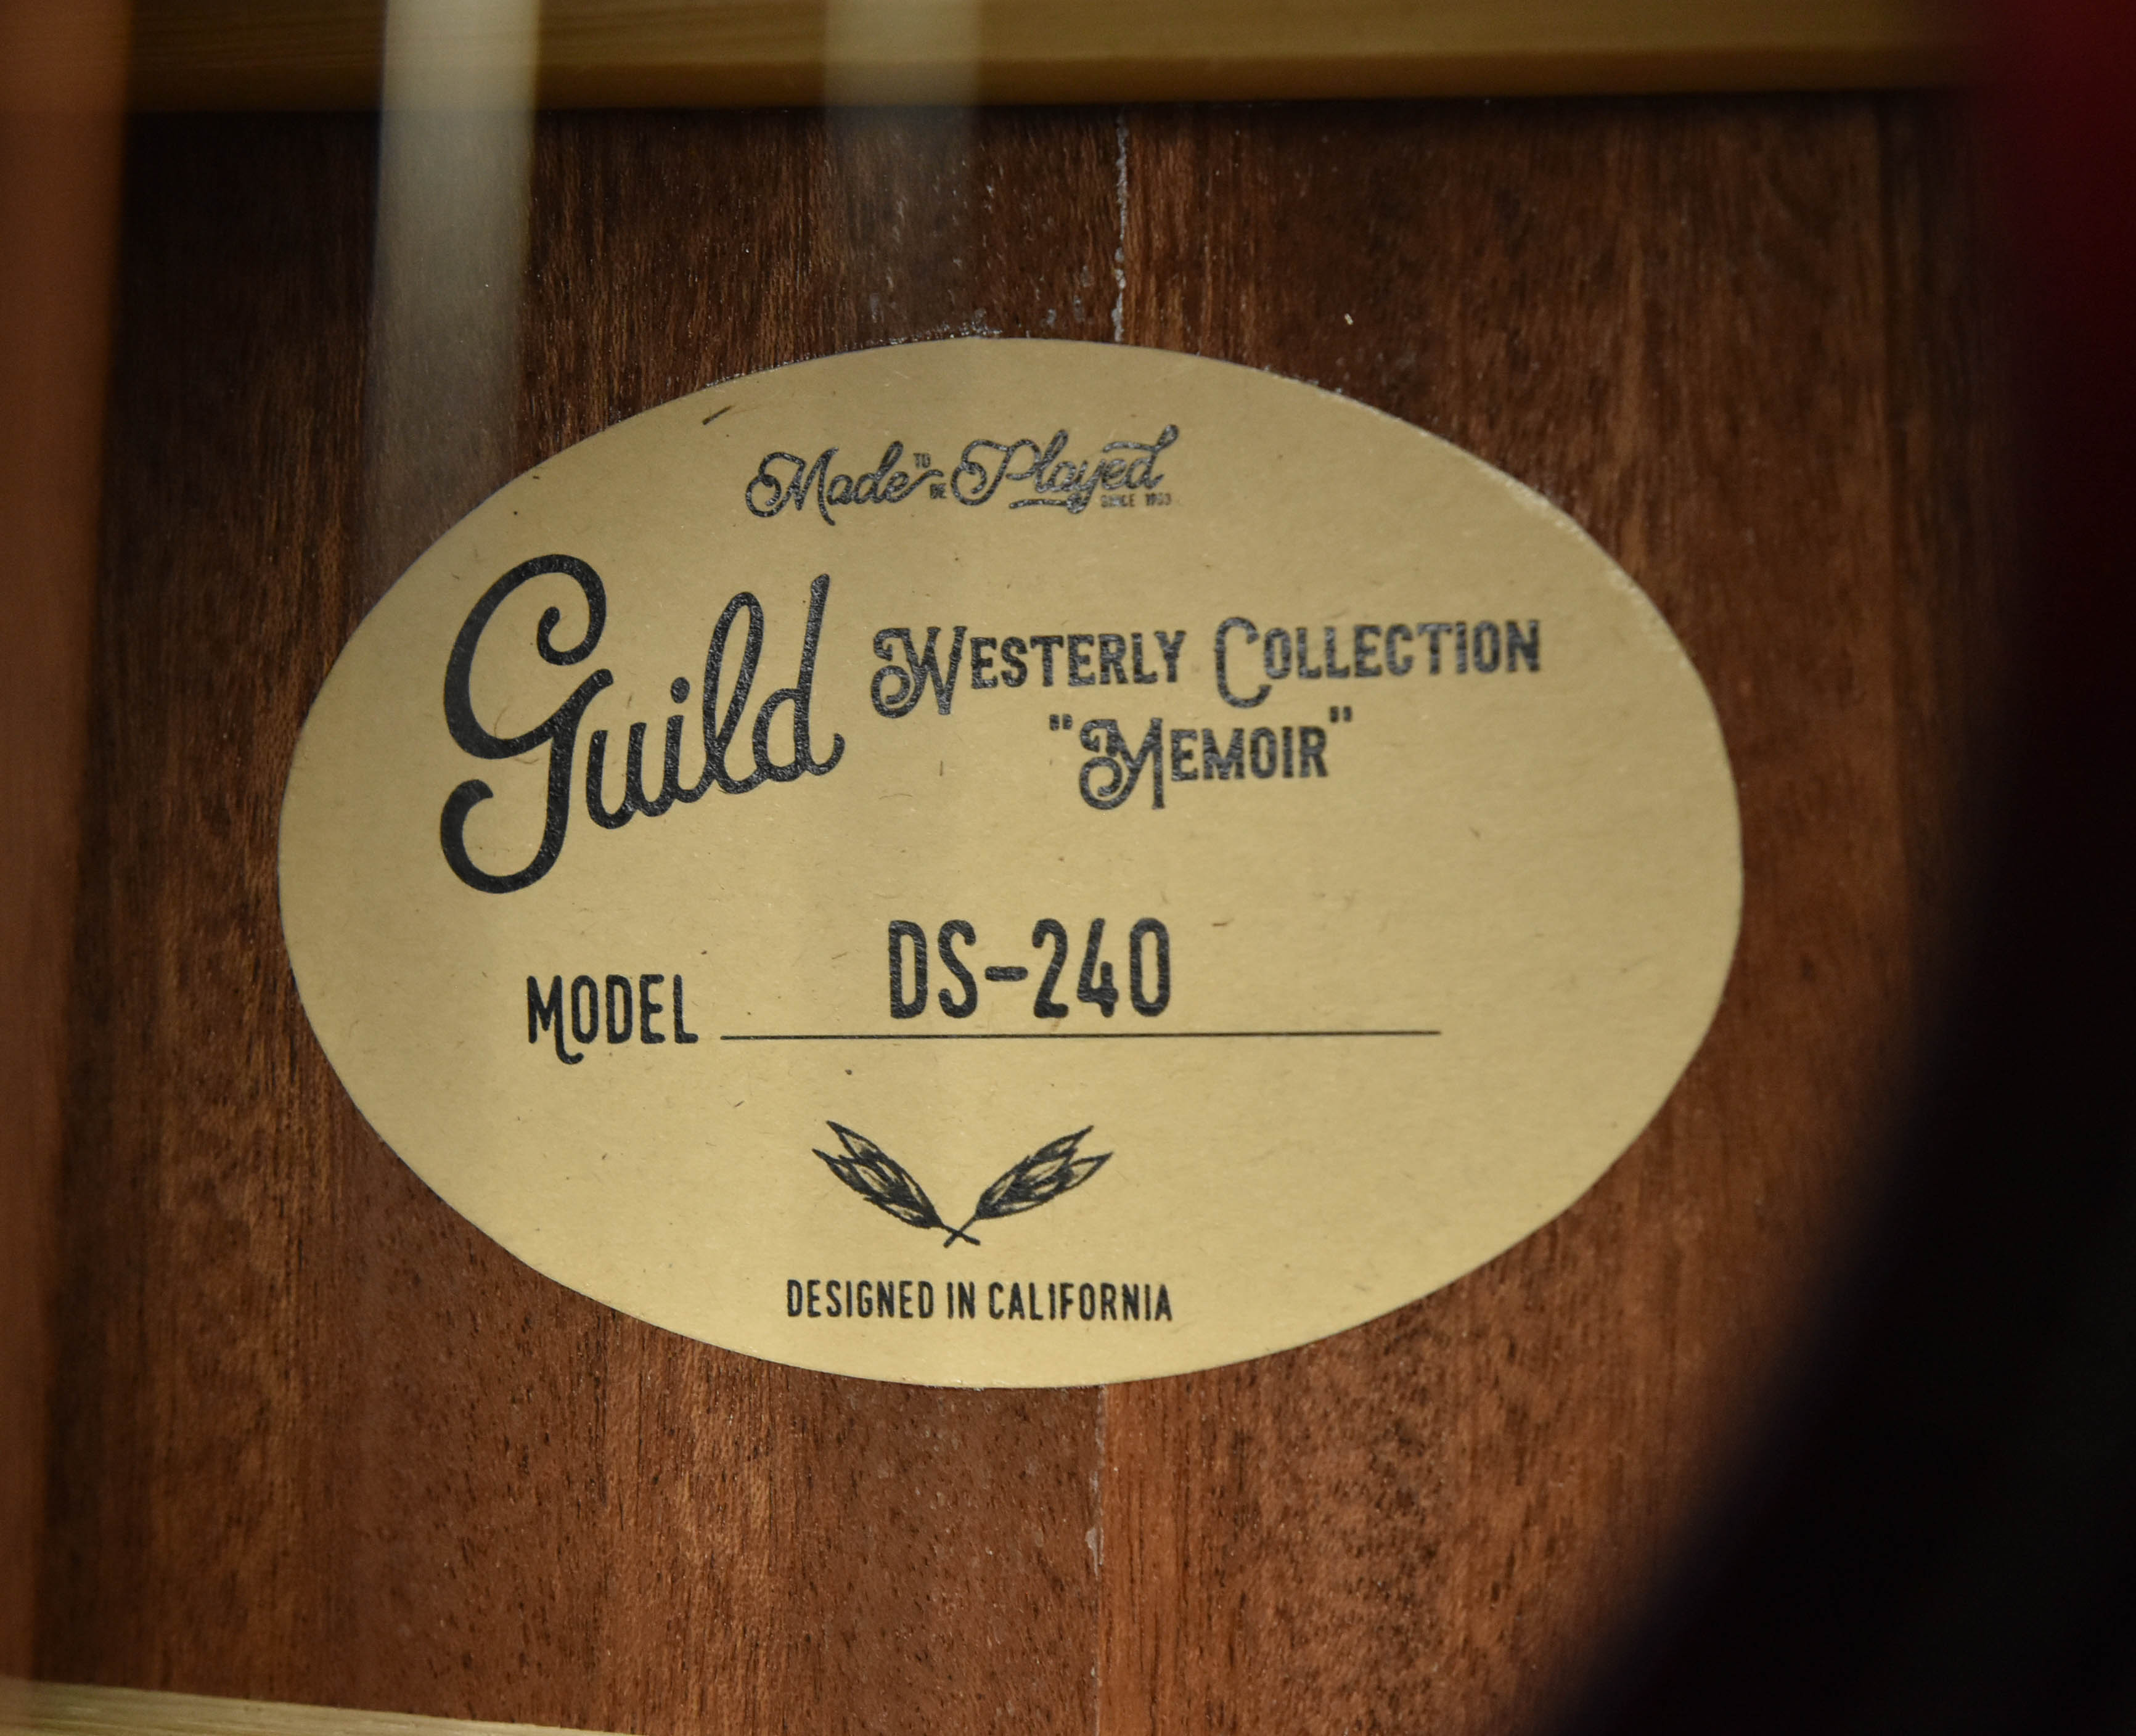 Made TO BE Played
SINCE 1953
Guild WESTERLY COLLECTION
"MEMOIR"
MODEL DS-240
DESIGNED IN CALIFORNIA